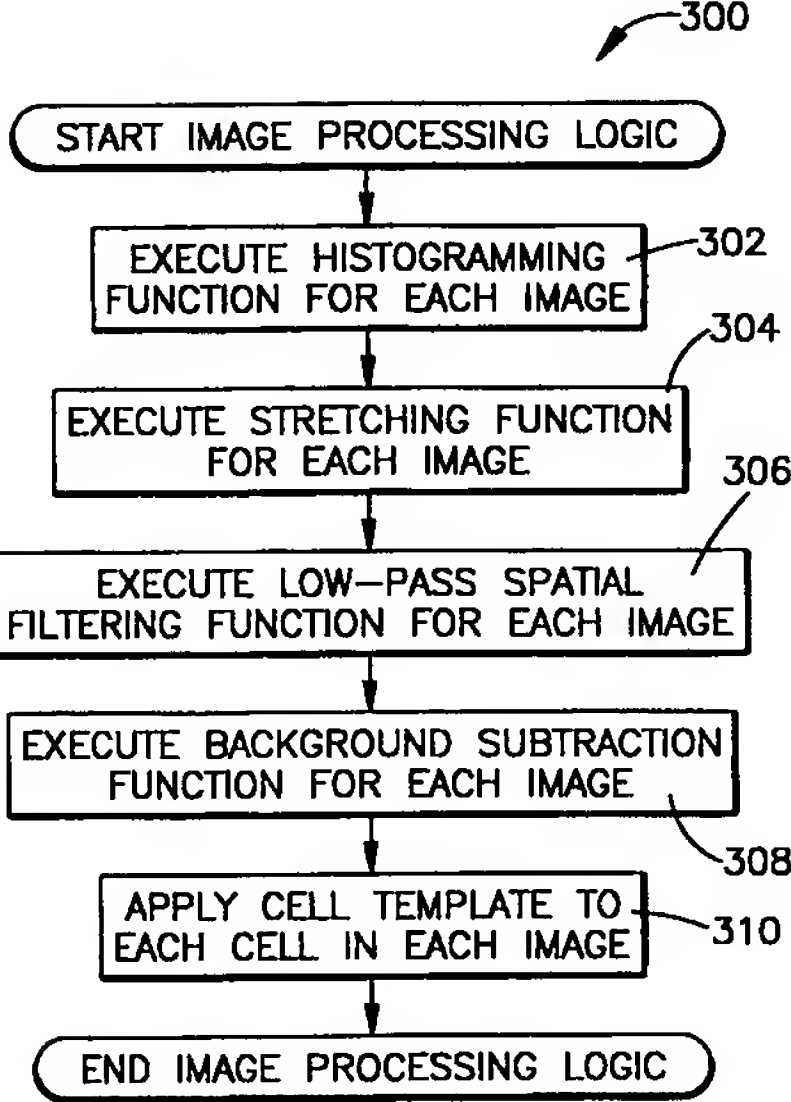 300
START IMAGE PROCESSING LOGIC
EXECUTE HISTOGRAMMING
FUNCTION FOR EACH IMAGE
302
EXECUTE STRETCHING FUNCTION
FOR EACH IMAGE
304
EXECUTE LOW-PASS SPATIAL
FILTERING FUNCTION FOR EACH IMAGE
306
EXECUTE BACKGROUND SUBTRACTION
FUNCTION FOR EACH IMAGE
308
APPLY CELL TEMPLATE TO
EACH CELL IN EACH IMAGE
310
END IMAGE PROCESSING LOGIC